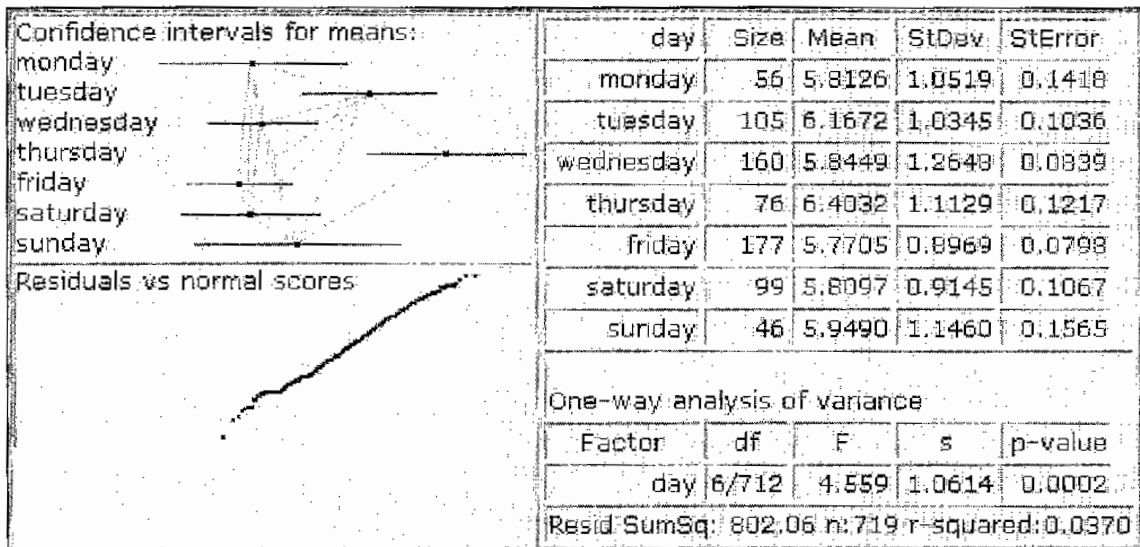 Confidence intervals for means:
monday
tuesday
wednesday
thursday
friday
saturday
sunday
Residuals vs normal scores
day Size Mean StDev StError
monday 56 5.8126 1.0519 0.1418
tuesday 105 6.1672 1.0345 0.1036
wednesday 160 5.8449 1.2648 0.0839
thursday 76 6.4032 1.1129 0.1217
friday 177 5.7705 0.8969 0.0798
saturday 99 5.8097 0.9145 0.1067
sunday 46 5.9490 1.1460 0.1565
One-way analysis of variance
Factor df F s p-value
day 6/712 4.559 1.0614 0.0002
Resid SumSq: 802.06 n:719 r-squared:0.0370